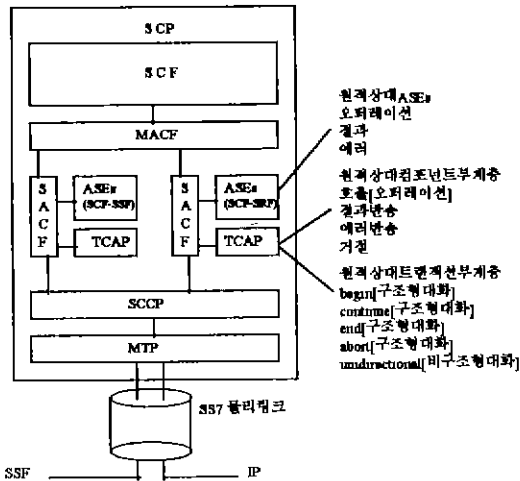 SCP
SCF
MACF
SACF
ASEs
(SCF-SSF)
TCAP
SACF
ASEs
(SCF-SRF)
TCAP
SCCP
MTP
SS7 물리링크
SSF
IP
원격상대ASEs
오퍼레이션
결과
에러
원격상대컴포넌트부계층
호출[오퍼레이션]
결과반송
에러반송
거절
원격상대트랜잭션부계층
begin[구조형대화]
continue[구조형대화]
end[구조형대화]
abort[구조형대화]
unidirectional[비구조형대화]